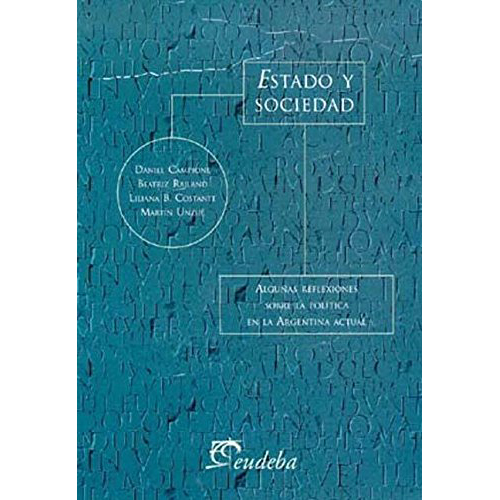 ESTADO Y
SOCIEDAD
DANIEL CAMPIONE
BEATRIZ RAJLAND
LILIANA B. COSTANTE
MARTÍN UNZUÉ
ALGUNAS REFLEXIONES
SOBRE LA POLÍTICA
EN LA ARGENTINA ACTUAL
eudeba